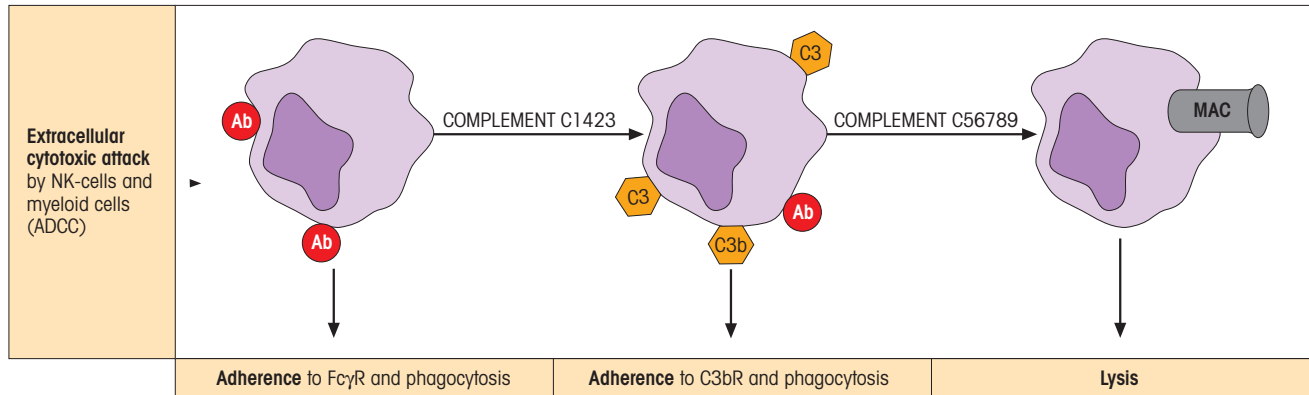 Extracellular
cytotoxic attack
by NK-cells and
myeloid cells
(ADCC)
Ab
Ab
COMPLEMENT C1423
C3
C3
C3b
Ab
COMPLEMENT C56789
MAC
Adherence to FcγR and phagocytosis
Adherence to C3bR and phagocytosis
Lysis